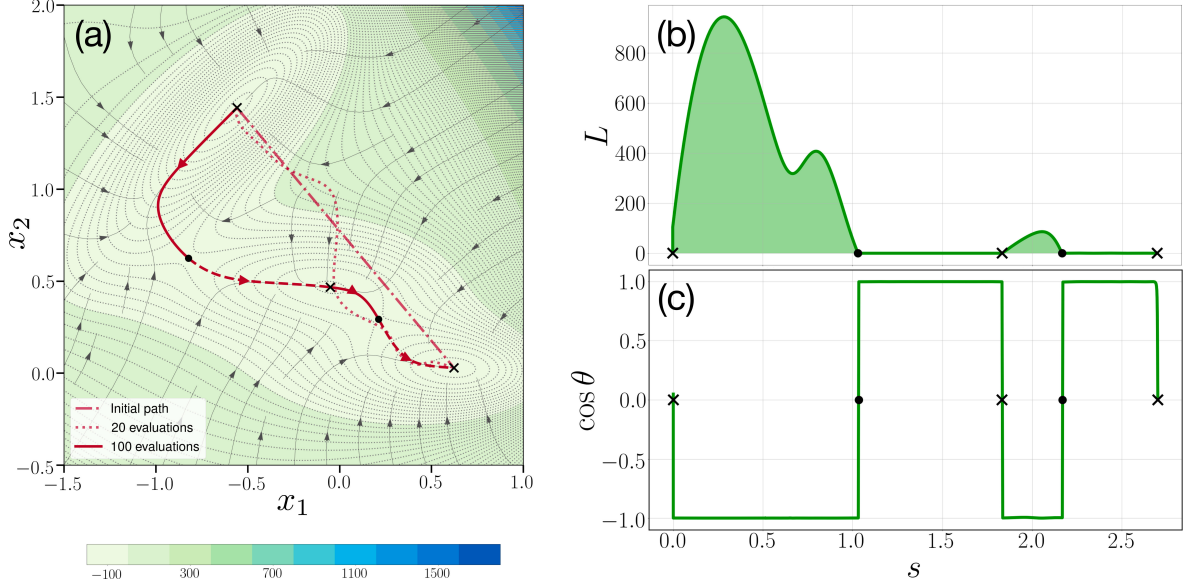 (a)
2.0
1.5
1.0
0.5
0.0
−0.5
x2
−1.5 −1.0 −0.5 0.0 0.5 1.0
x1
Initial path
20 evaluations
100 evaluations
−100 300 700 1100 1500
(b)
800
600
400
200
0
L
(c)
1.0
0.5
0.0
−0.5
−1.0
cos θ
0.0 0.5 1.0 1.5 2.0 2.5
s